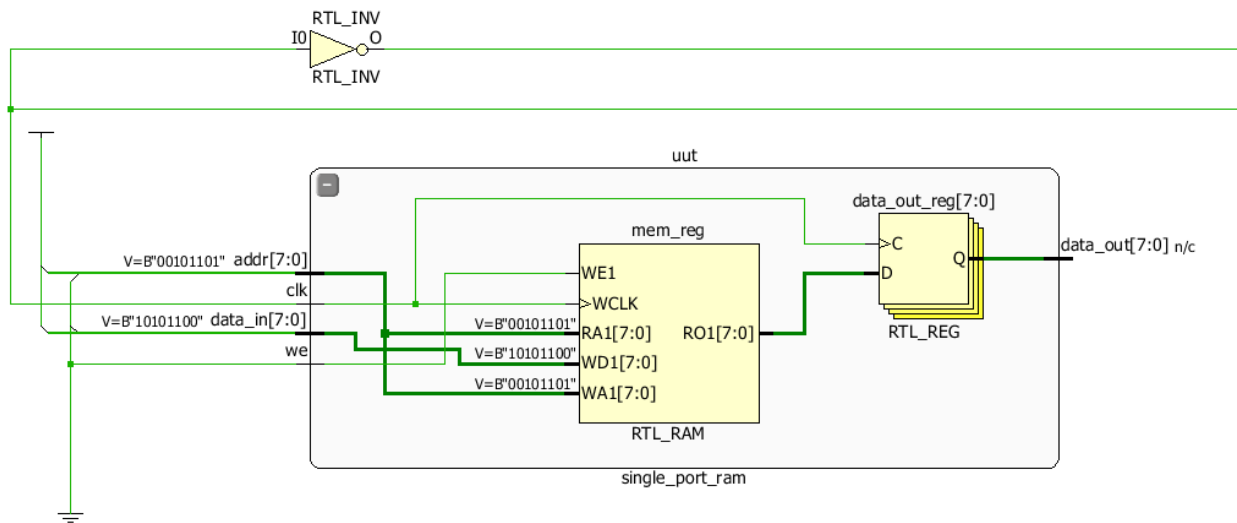 RTL_INV
I0 O
RTL_INV
uut
data_out_reg[7:0]
mem_reg
V=B"00101101" addr[7:0]
C
data_out[7:0] n/c
Q
WE1
D
clk
WCLK
V=B"10101100" data_in[7:0]
V=B"00101101" RA1[7:0] RO1[7:0]
RTL_REG
we
V=B"10101100" WD1[7:0]
V=B"00101101" WA1[7:0]
RTL_RAM
single_port_ram